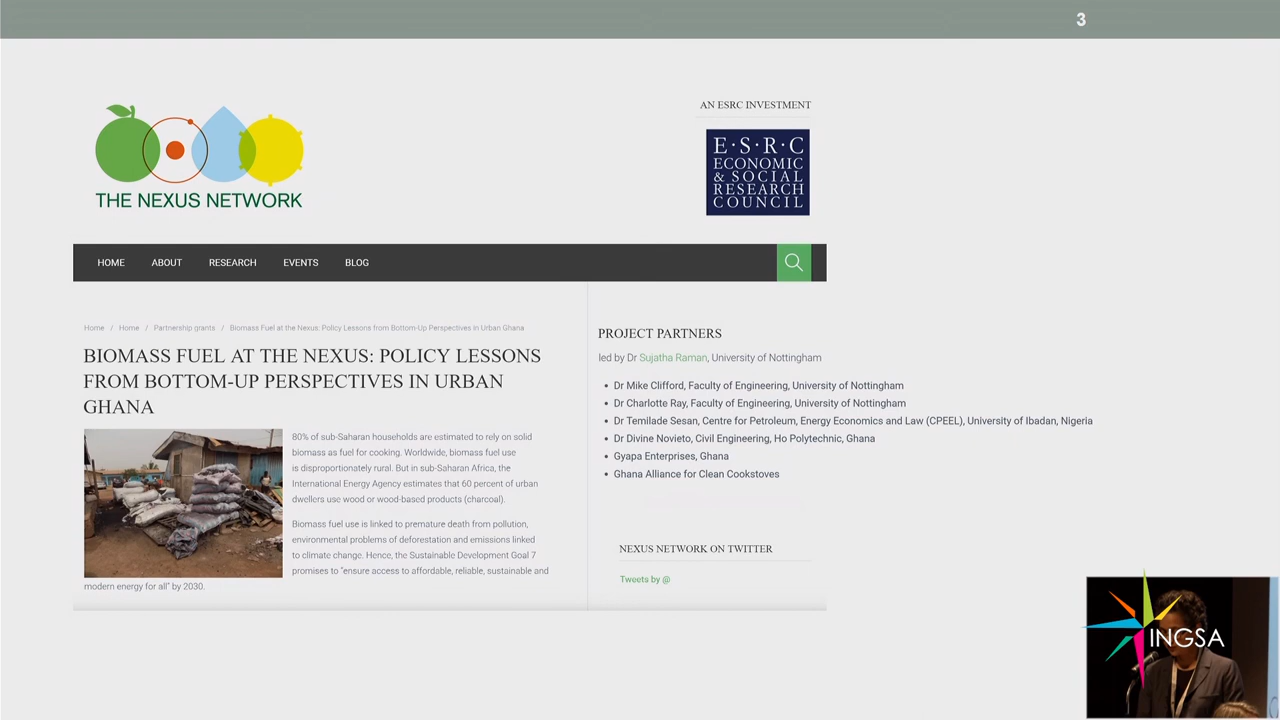 3
THE NEXUS NETWORK
AN ESRC INVESTMENT
E·S·R·C
ECONOMIC
& SOCIAL
RESEARCH
COUNCIL
HOME ABOUT RESEARCH EVENTS BLOG
Home / Home / Partnership grants / Biomass Fuel at the Nexus: Policy Lessons from Bottom-Up Perspectives in Urban Ghana
BIOMASS FUEL AT THE NEXUS: POLICY LESSONS
FROM BOTTOM-UP PERSPECTIVES IN URBAN
GHANA
80% of sub-Saharan households are estimated to rely on solid
biomass as fuel for cooking. Worldwide, biomass fuel use
is disproportionately rural. But in sub-Saharan Africa, the
International Energy Agency estimates that 60 percent of urban
dwellers use wood or wood-based products (charcoal).
Biomass fuel use is linked to premature death from pollution,
environmental problems of deforestation and emissions linked
to climate change. Hence, the Sustainable Development Goal 7
promises to "ensure access to affordable, reliable, sustainable and
modern energy for all" by 2030.
PROJECT PARTNERS
led by Dr Sujatha Raman, University of Nottingham
• Dr Mike Clifford, Faculty of Engineering, University of Nottingham
• Dr Charlotte Ray, Faculty of Engineering, University of Nottingham
• Dr Temilade Sesan, Centre for Petroleum, Energy Economics and Law (CPEEL), University of Ibadan, Nigeria
• Dr Divine Novieto, Civil Engineering, Ho Polytechnic, Ghana
• Gyapa Enterprises, Ghana
• Ghana Alliance for Clean Cookstoves
NEXUS NETWORK ON TWITTER
Tweets by @
INGSA